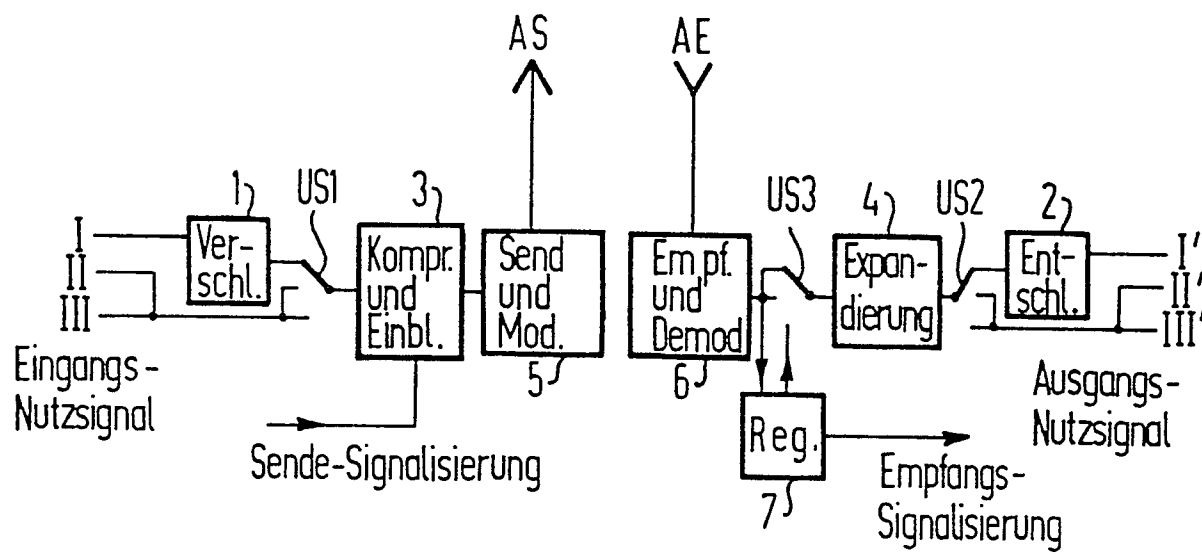 AS
AE
1
US1
3
US3
4
US2
2
I
II
III
Ver-
schl.
Kompr.
und
Einbl.
Send
und
Mod.
Empf.
und
Demod
Expan-
dierung
Ent-
schl.
I'
II'
III'
5
6
Eingangs-
Nutzsignal
Ausgangs-
Nutzsignal
Sende-Signalisierung
Reg.
7
Empfangs-
Signalisierung